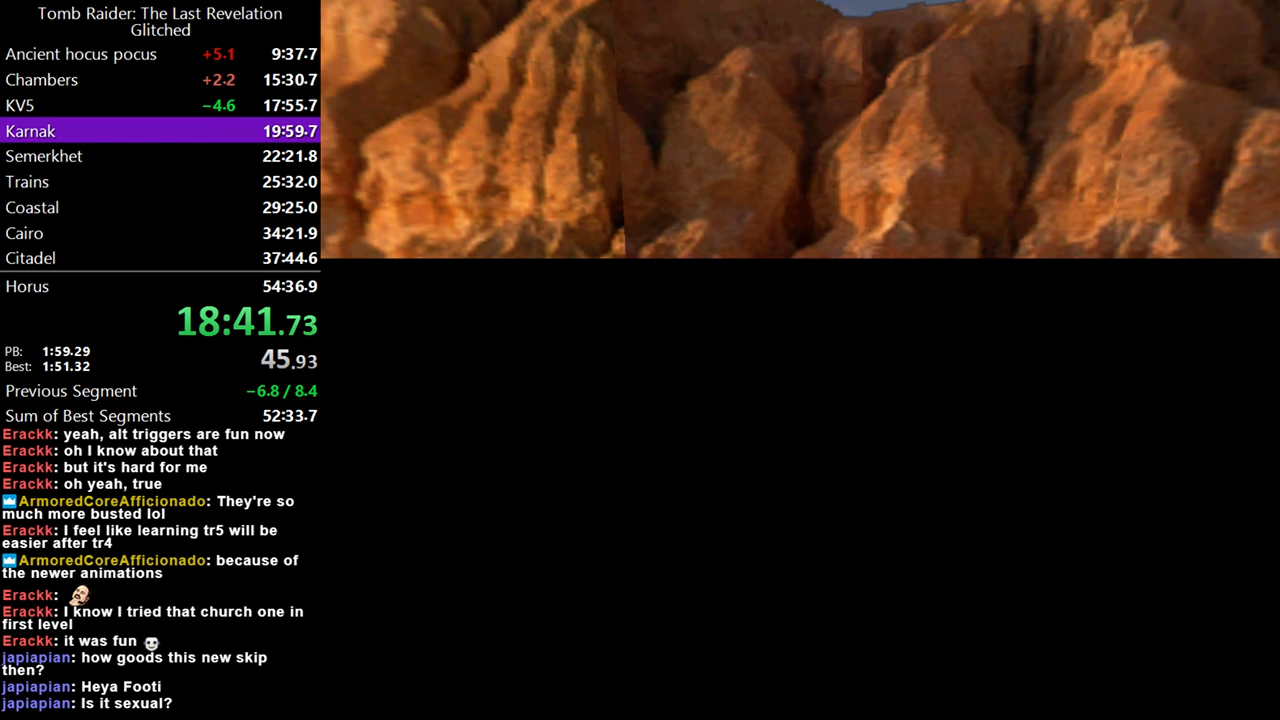 Tomb Raider: The Last Revelation
Glitched
Ancient hocus pocus +5.1 9:37.7
Chambers +2.2 15:30.7
KV5 −4.6 17:55.7
Karnak 19:59.7
Semerkhet 22:21.8
Trains 25:32.0
Coastal 29:25.0
Cairo 34:21.9
Citadel 37:44.6
Horus 54:36.9
18:41.73
PB: 1:59.29
Best: 1:51.32
45.93
Previous Segment −6.8 / 8.4
Sum of Best Segments 52:33.7
Erackk: yeah, alt triggers are fun now
Erackk: oh I know about that
Erackk: but it's hard for me
Erackk: oh yeah, true
ArmoredCoreAfficionado: They're so
much more busted lol
Erackk: I feel like learning tr5 will be
easier after tr4
ArmoredCoreAfficionado: because of
the newer animations
Erackk:
Erackk: I know I tried that church one in
first level
Erackk: it was fun
japiapian: how goods this new skip
then?
japiapian: Heya Footi
japiapian: Is it sexual?